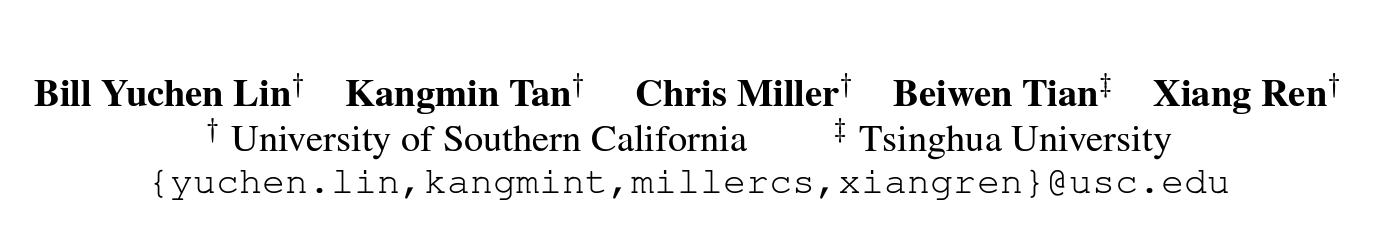 Bill Yuchen Lin† Kangmin Tan† Chris Miller† Beiwen Tian‡ Xiang Ren†
† University of Southern California ‡ Tsinghua University
{yuchen.lin,kangmint,millercs,xiangren}@usc.edu